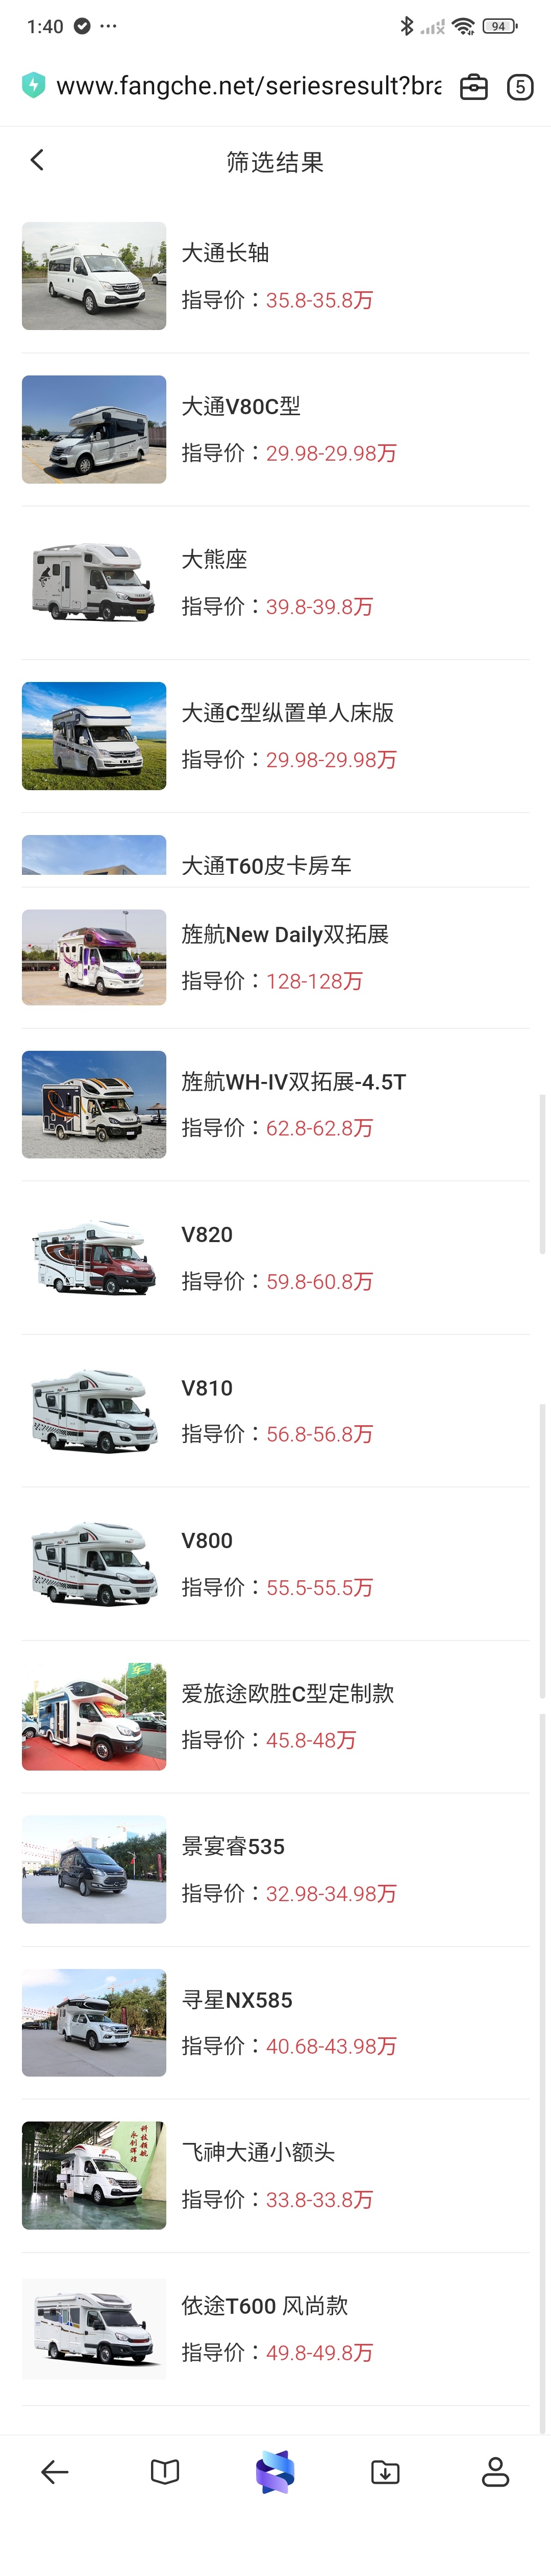 1:40
94
www.fangche.net/seriesresult?bra
5
筛选结果
大通长轴
指导价：35.8-35.8万
大通V80C型
指导价：29.98-29.98万
大熊座
指导价：39.8-39.8万
大通C型纵置单人床版
指导价：29.98-29.98万
大通T60皮卡房车
旌航New Daily双拓展
指导价：128-128万
旌航WH-IV双拓展-4.5T
指导价：62.8-62.8万
V820
指导价：59.8-60.8万
V810
指导价：56.8-56.8万
V800
指导价：55.5-55.5万
车
爱旅途欧胜C型定制款
指导价：45.8-48万
景宴睿535
指导价：32.98-34.98万
寻星NX585
指导价：40.68-43.98万
飞神大通小额头
指导价：33.8-33.8万
依途T600 风尚款
指导价：49.8-49.8万